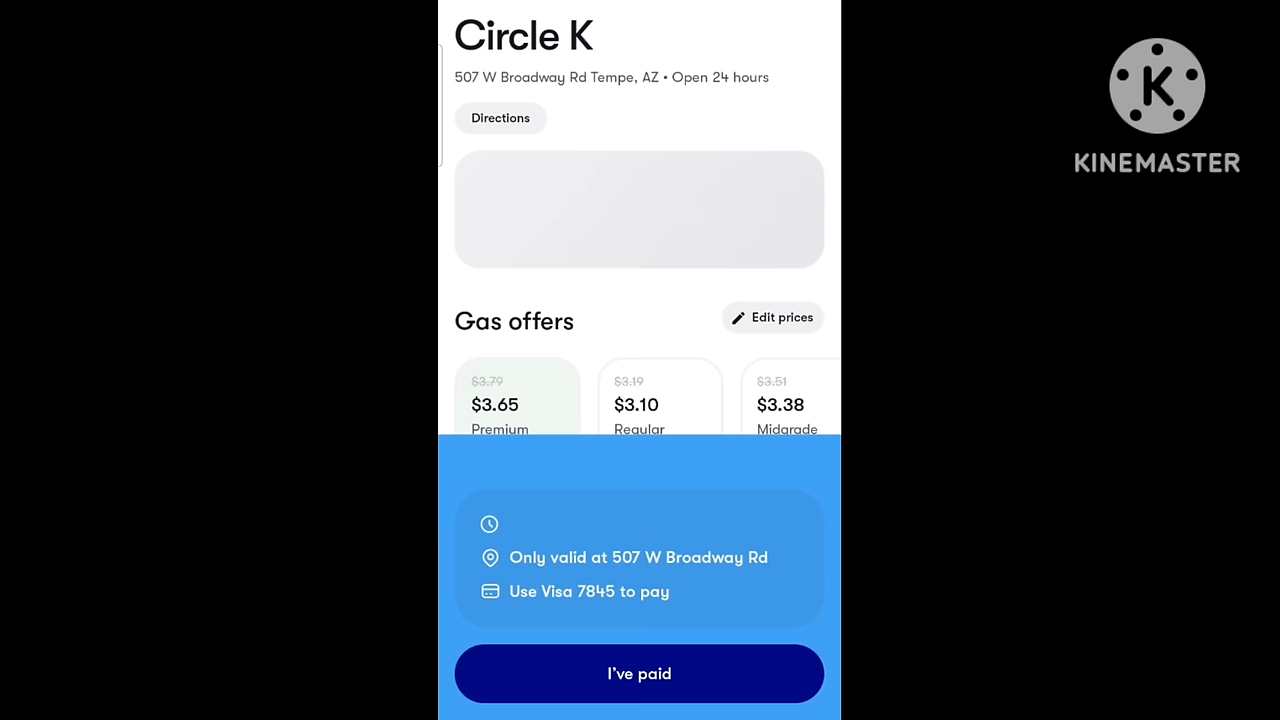 Circle K
507 W Broadway Rd Tempe, AZ • Open 24 hours
Directions
Gas offers
Edit prices
$3.79 $3.19 $3.51
$3.65 $3.10 $3.38
Premium Regular Midgrade
Only valid at 507 W Broadway Rd
Use Visa 7845 to pay
I've paid
K
KINEMASTER